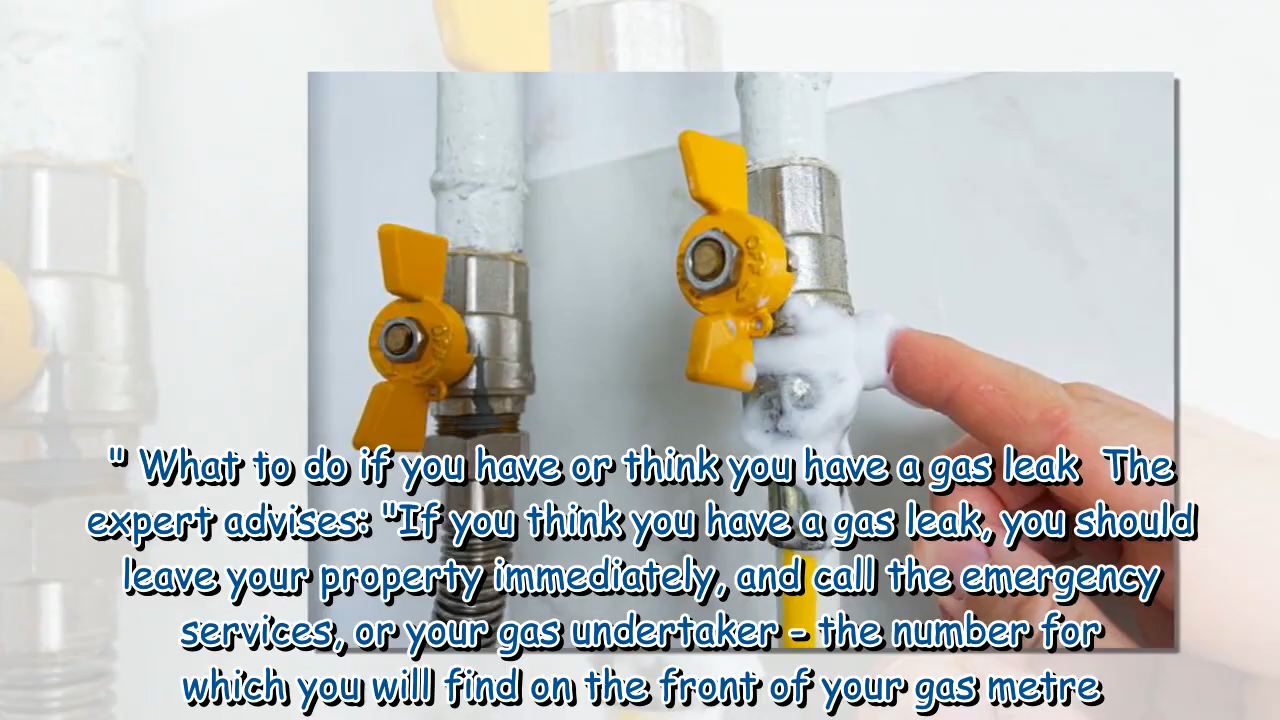 " What to do if you have or think you have a gas leak  The
expert advises: "If you think you have a gas leak, you should
leave your property immediately, and call the emergency
services, or your gas undertaker - the number for
which you will find on the front of your gas metre